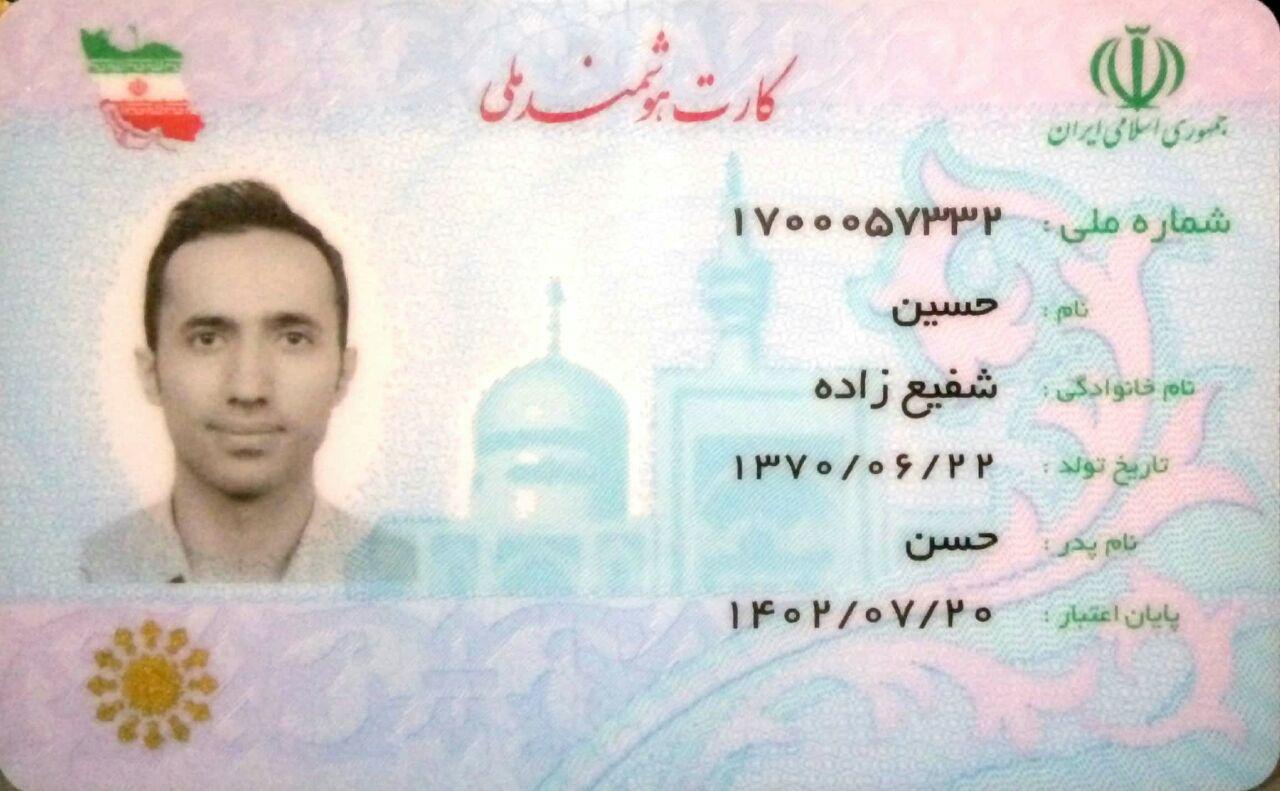 کارت هوشمند ملی
جمهوری اسلامی ایران
شماره ملی : ۱۷۰۰۰۵۷۳۳۲
نام : حسین
نام خانوادگی : شفیع زاده
تاریخ تولد : ۱۳۷۰/۰۶/۲۲
نام پدر : حسن
پایان اعتبار : ۱۴۰۲/۰۷/۲۰